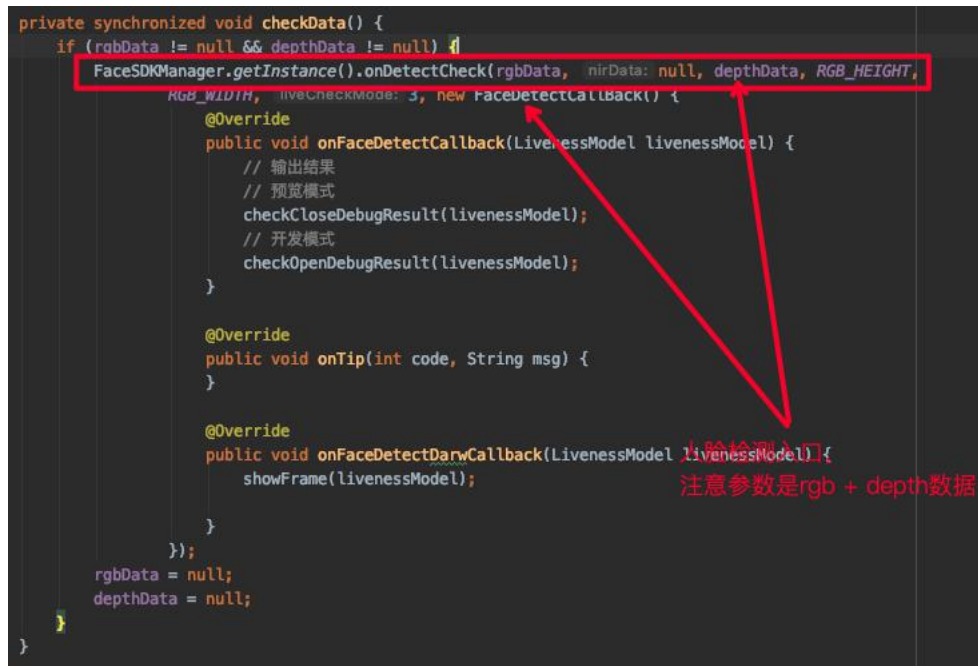 private synchronized void checkData() {
if (rgbData != null && depthData != null) {
FaceSDKManager.getInstance().onDetectCheck(rgbData, nirData: null, depthData, RGB_HEIGHT,
RGB_WIDTH, liveCheckMode: 3, new FaceDetectCallBack() {
@Override
public void onFaceDetectCallback(LivenessModel livenessModel) {
// 输出结果
// 预览模式
checkCloseDebugResult(livenessModel);
// 开发模式
checkOpenDebugResult(livenessModel);
}
@Override
public void onTip(int code, String msg) {
}
@Override
public void onFaceDetectDarwCallback(LivenessModel livenessModel) {
人脸检测入口,
showFrame(livenessModel);
注意参数是rgb + depth数据
}
});
rgbData = null;
depthData = null;
}
}